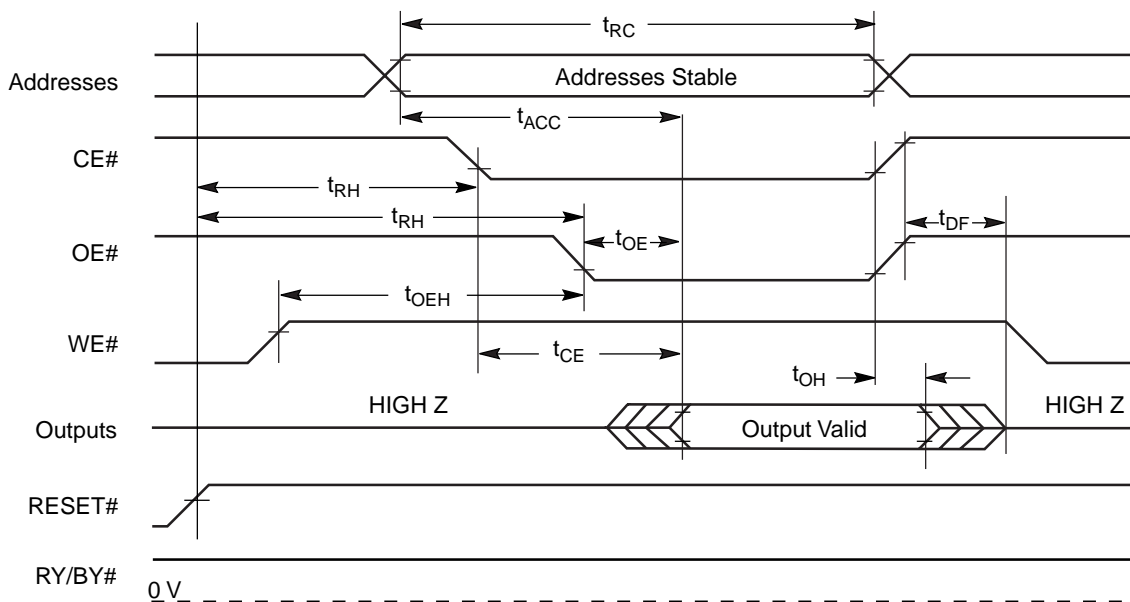 tRC
Addresses
Addresses Stable
tACC
CE#
tRH
tRH
tDF
OE#
tOE
tOEH
WE#
tCE
tOH
HIGH Z
HIGH Z
Outputs
Output Valid
RESET#
RY/BY#
0 V